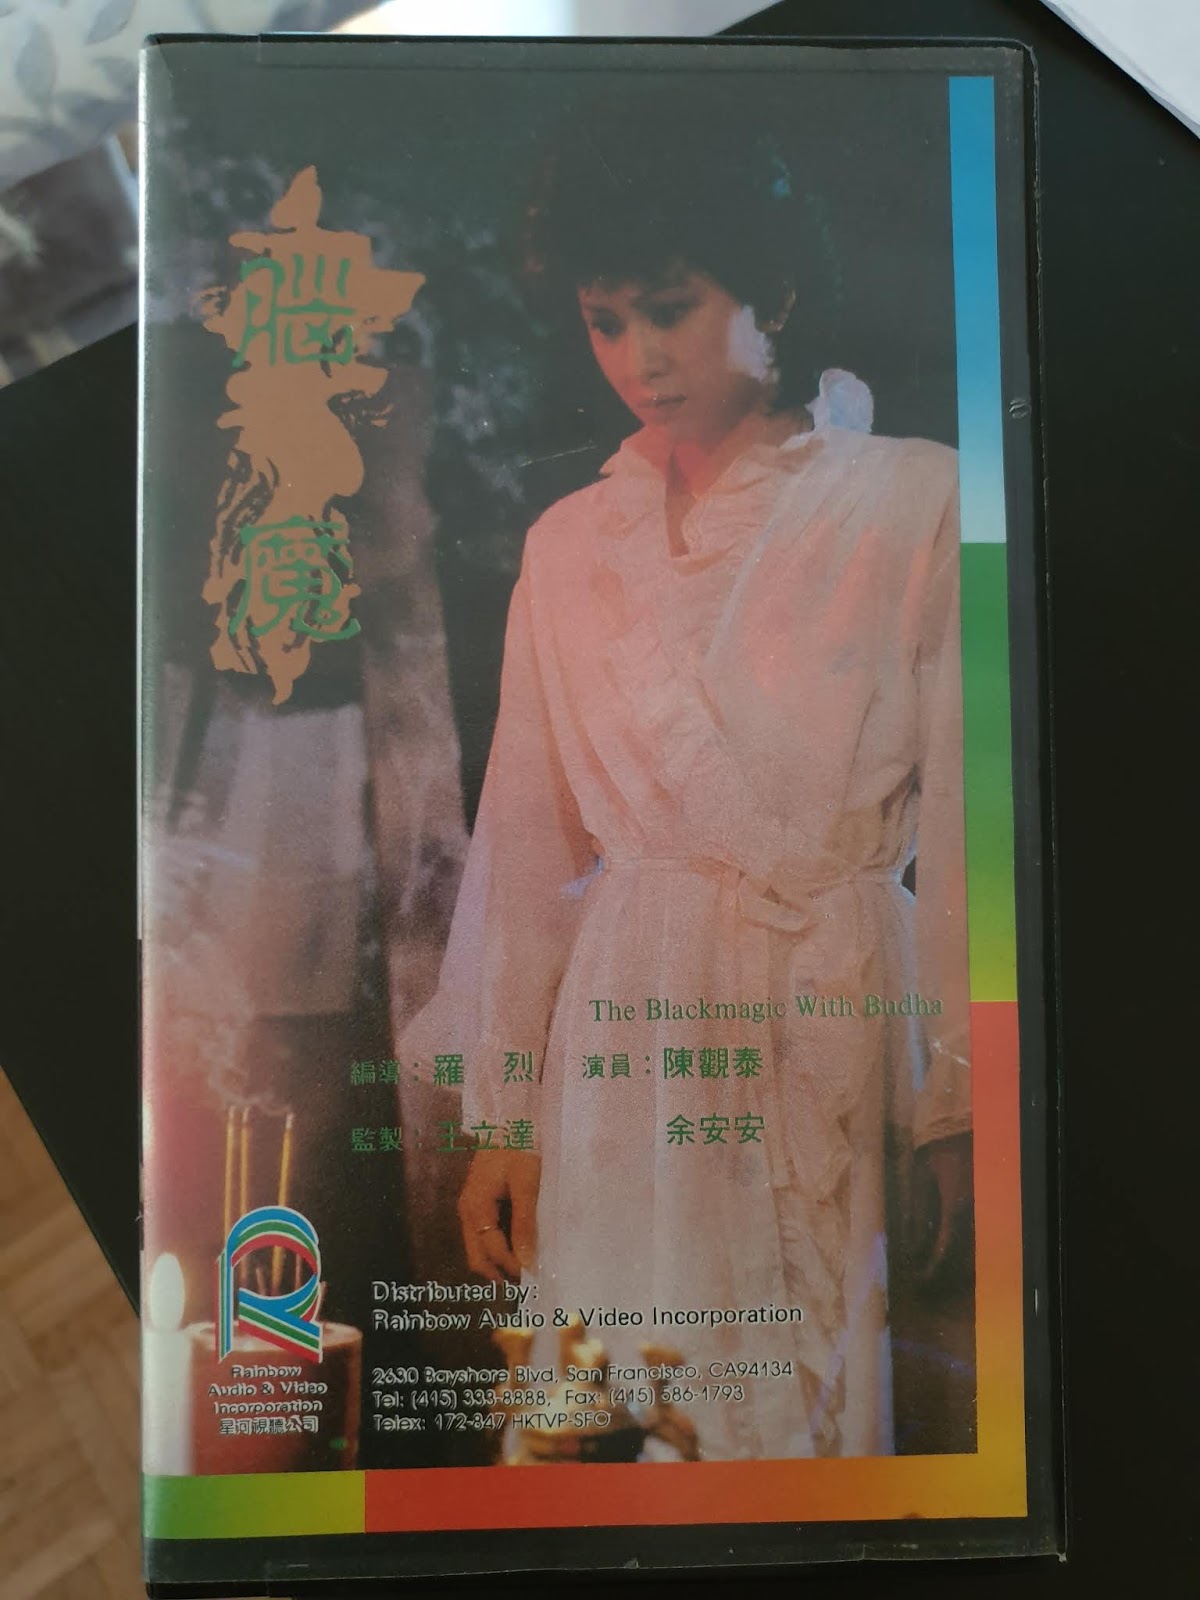 腦
魔
The Blackmagic With Budha
編導：羅 烈 演員：陳觀泰
監製：王立達 余安安
Distributed by:
Rainbow Audio & Video Incorporation
2630 Bayshore Blvd, San Francisco, CA94134
Tel: (415) 333-8888, Fax: (415) 586-1793
Telex: 172-847 HKTVP-SFO
R
Rainbow
Audio & Video
Incorporation
星河視聽公司